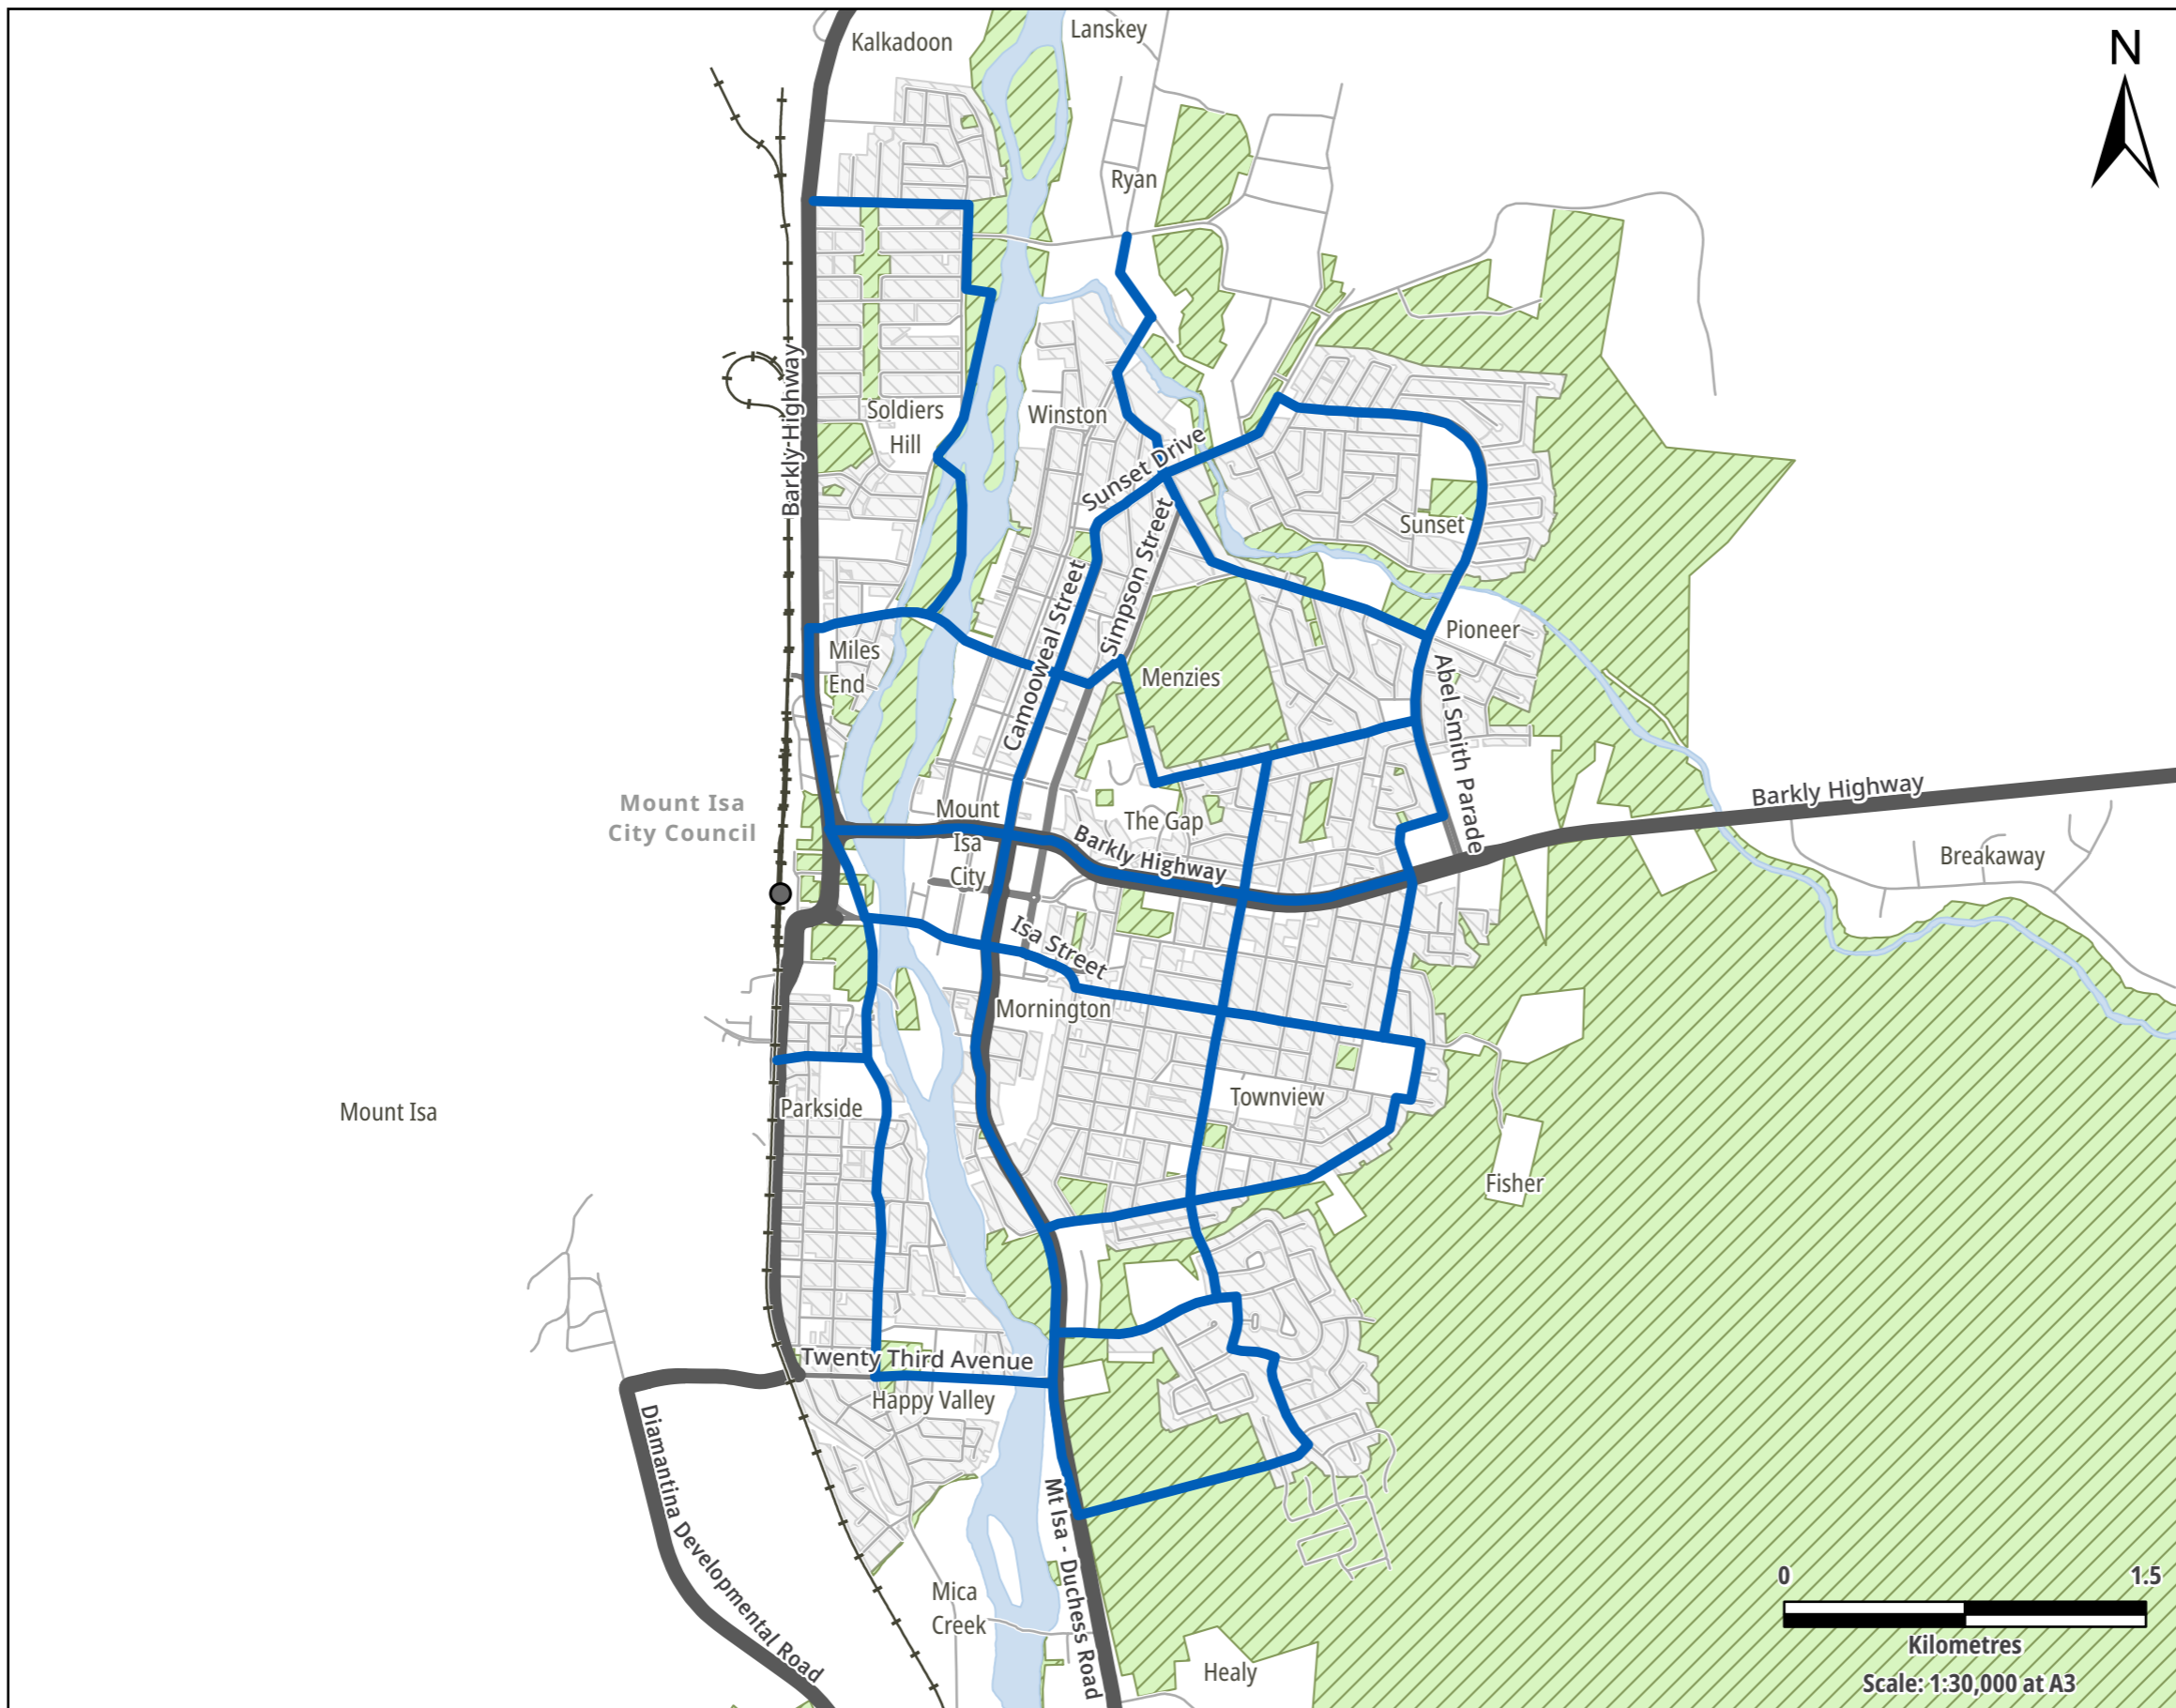 Kalkadoon
Lanskey
N
Ryan
Barkly Highway
Soldiers
Hill
Winston
Sunset Drive
Sunset
Simpson Street
Camooweal Street
Miles
End
Menzies
Pioneer
Abel Smith Parade
Mount Isa
City Council
Mount
Isa
City
The Gap
Barkly Highway
Barkly Highway
Breakaway
Isa Street
Mornington
Townview
Mount Isa
Parkside
Fisher
Twenty Third Avenue
Happy Valley
Diamantina Developmental Road
Mt Isa - Duchess Road
Mica
Creek
Healy
0 1.5
Kilometres
Scale: 1:30,000 at A3